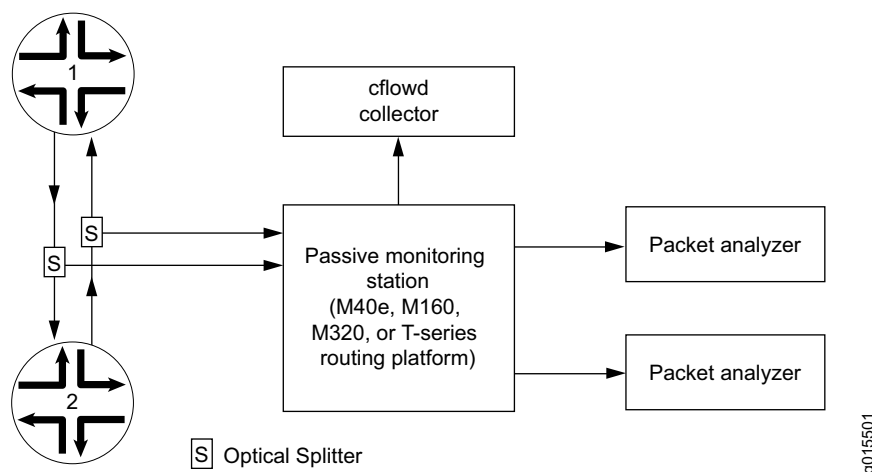 1
cflowd
collector
S
S
Passive monitoring
station
(M40e, M160,
M320, or T-series
routing platform)
Packet analyzer
Packet analyzer
2
S Optical Splitter
g015501